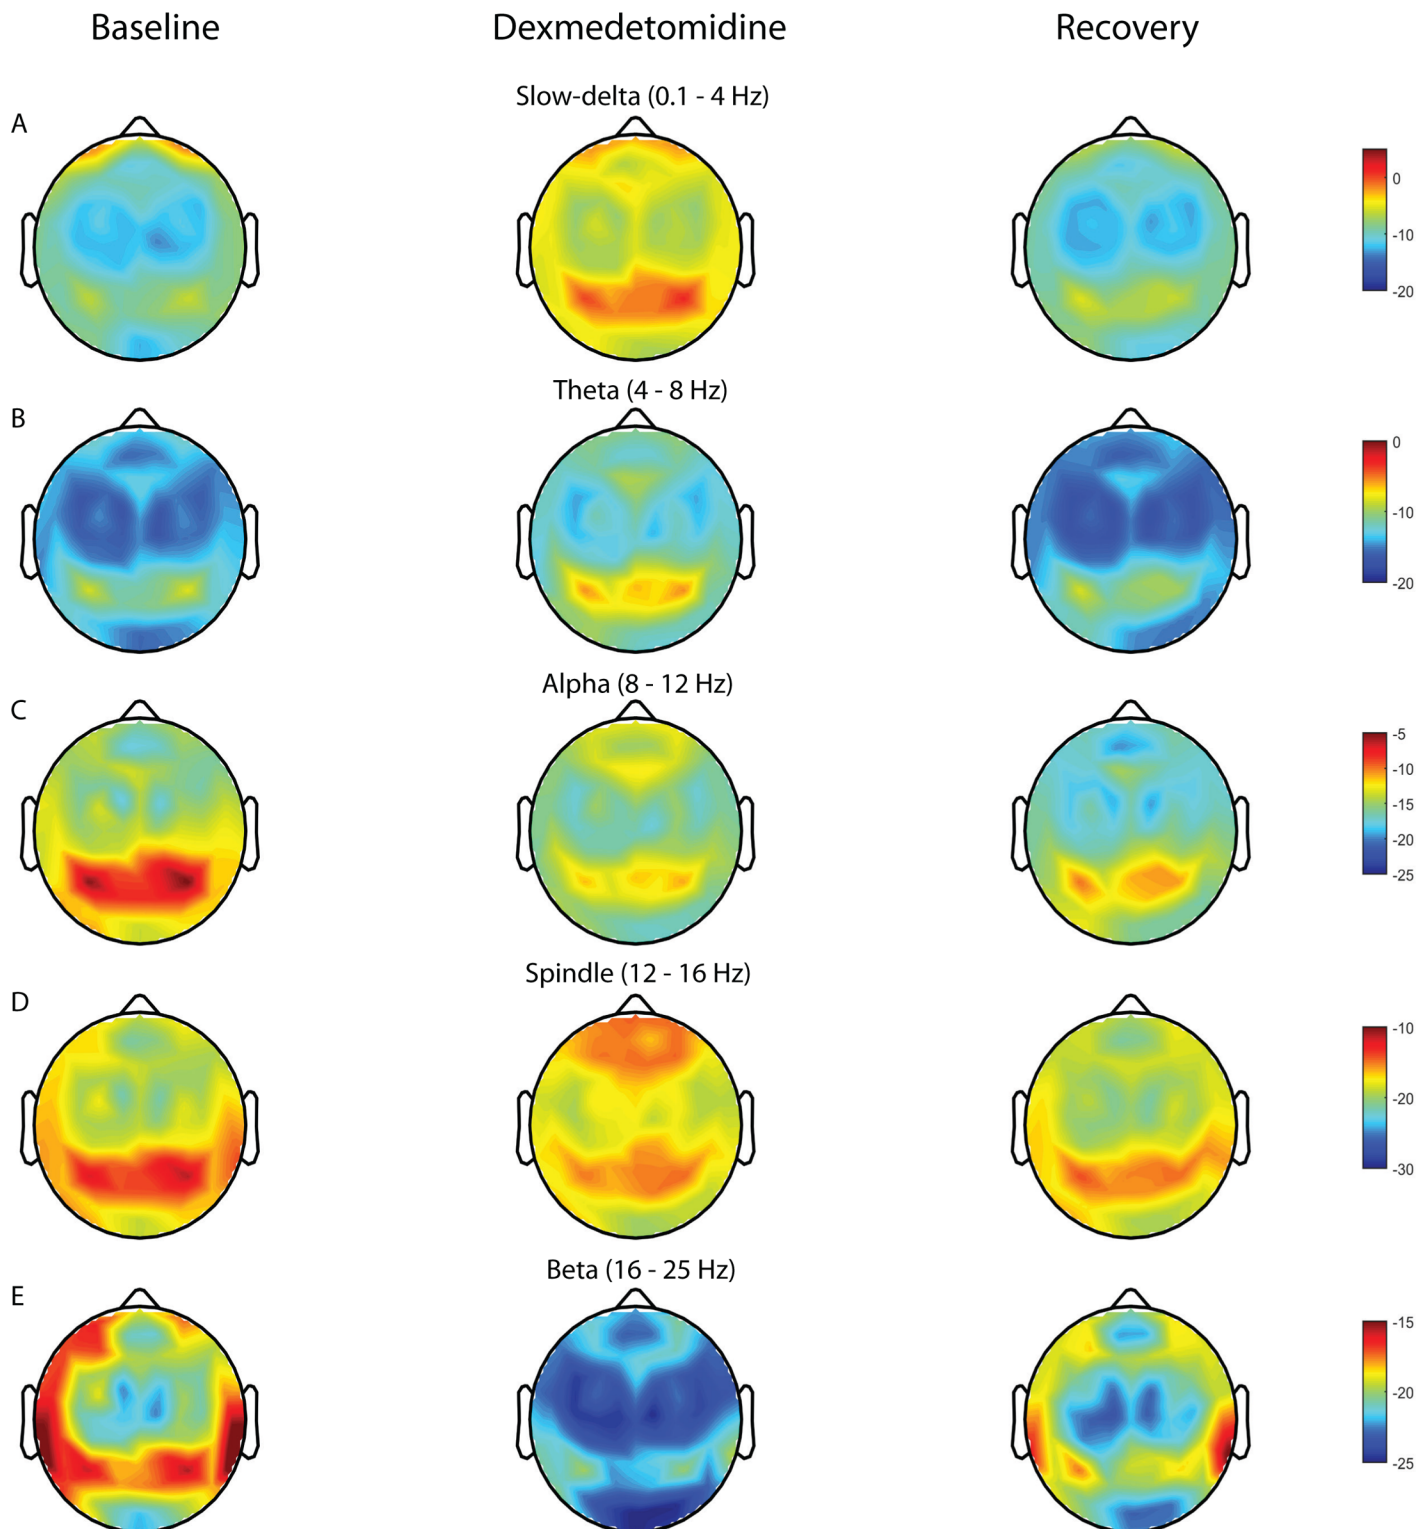 Baseline Dexmedetomidine Recovery
Slow-delta (0.1 - 4 Hz)
A
0
-10
-20
Theta (4 - 8 Hz)
B
0
-10
-20
Alpha (8 - 12 Hz)
C
-5
-10
-15
-20
-25
Spindle (12 - 16 Hz)
D
-10
-20
-30
Beta (16 - 25 Hz)
E
-15
-20
-25